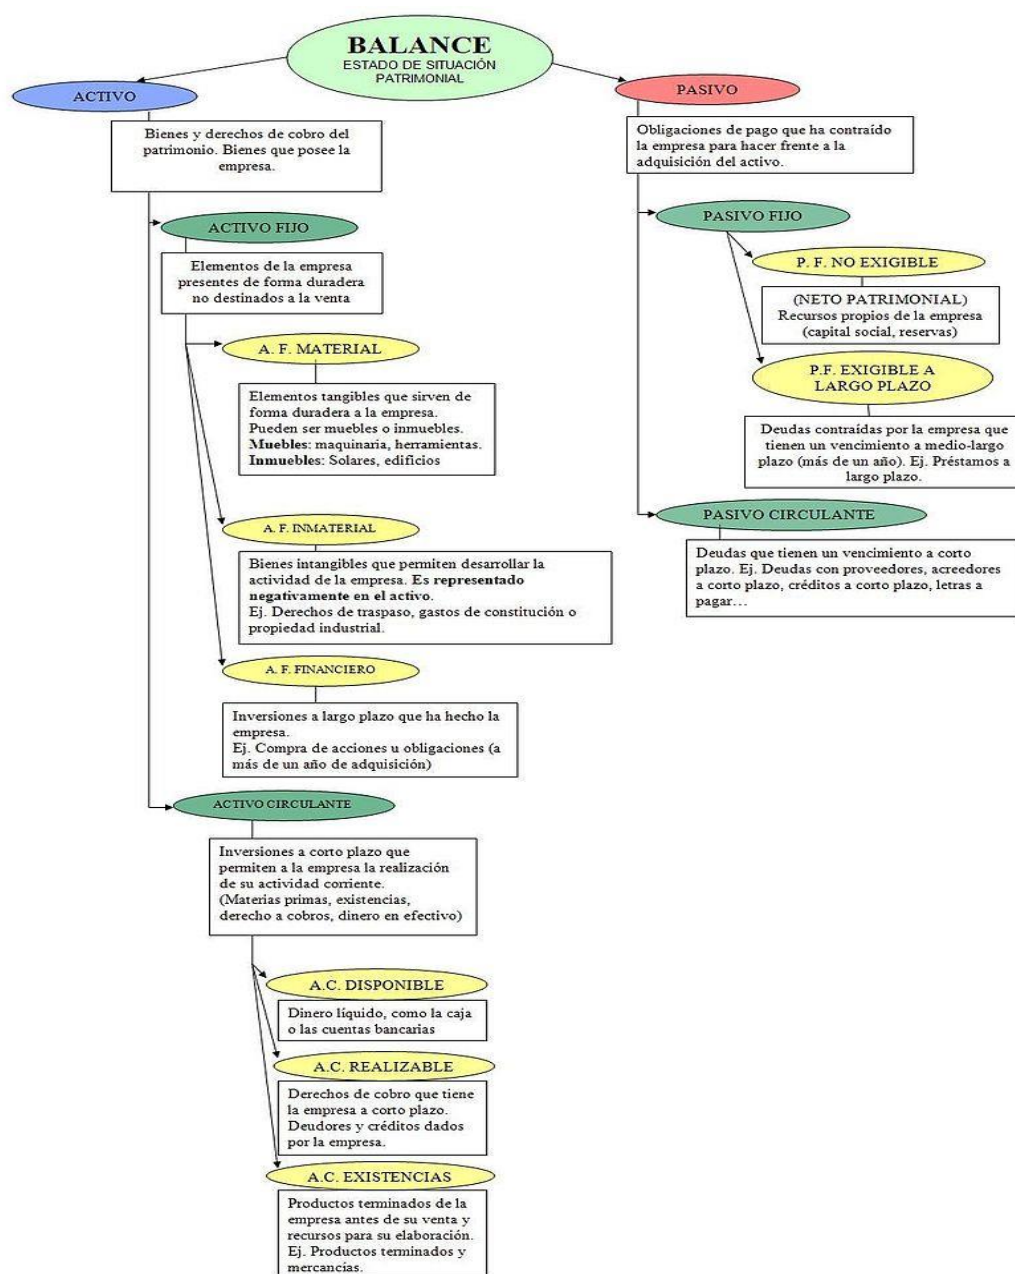 BALANCE
ESTADO DE SITUACIÓN
PATRIMONIAL
ACTIVO
Bienes y derechos de cobro del
patrimonio. Bienes que posee la
empresa.
ACTIVO FIJO
Elementos de la empresa
presentes de forma duradera
no destinados a la venta
A. F. MATERIAL
Elementos tangibles que sirven de
forma duradera a la empresa.
Pueden ser muebles o inmuebles.
Muebles: maquinaria, herramientas.
Inmuebles: Solares, edificios
A. F. INMATERIAL
Bienes intangibles que permiten desarrollar la
actividad de la empresa. Es representado
negativamente en el activo.
Ej. Derechos de traspaso, gastos de constitución o
propiedad industrial.
A. F. FINANCIERO
Inversiones a largo plazo que ha hecho la
empresa.
Ej. Compra de acciones u obligaciones (a
más de un año de adquisición)
ACTIVO CIRCULANTE
Inversiones a corto plazo que
permiten a la empresa la realización
de su actividad corriente.
(Materias primas, existencias,
derecho a cobros, dinero en efectivo)
A.C. DISPONIBLE
Dinero líquido, como la caja
o las cuentas bancarias
A.C. REALIZABLE
Derechos de cobro que tiene
la empresa a corto plazo.
Deudores y créditos dados
por la empresa.
A.C. EXISTENCIAS
Productos terminados de la
empresa antes de su venta y
recursos para su elaboración.
Ej. Productos terminados y
mercancías.
PASIVO
Obligaciones de pago que ha contraído
la empresa para hacer frente a la
adquisición del activo.
PASIVO FIJO
P. F. NO EXIGIBLE
(NETO PATRIMONIAL)
Recursos propios de la empresa
(capital social, reservas)
P.F. EXIGIBLE A
LARGO PLAZO
Deudas contraídas por la empresa que
tienen un vencimiento a medio-largo
plazo (más de un año). Ej. Préstamos a
largo plazo.
PASIVO CIRCULANTE
Deudas que tienen un vencimiento a corto
plazo. Ej. Deudas con proveedores, acreedores
a corto plazo, créditos a corto plazo, letras a
pagar…